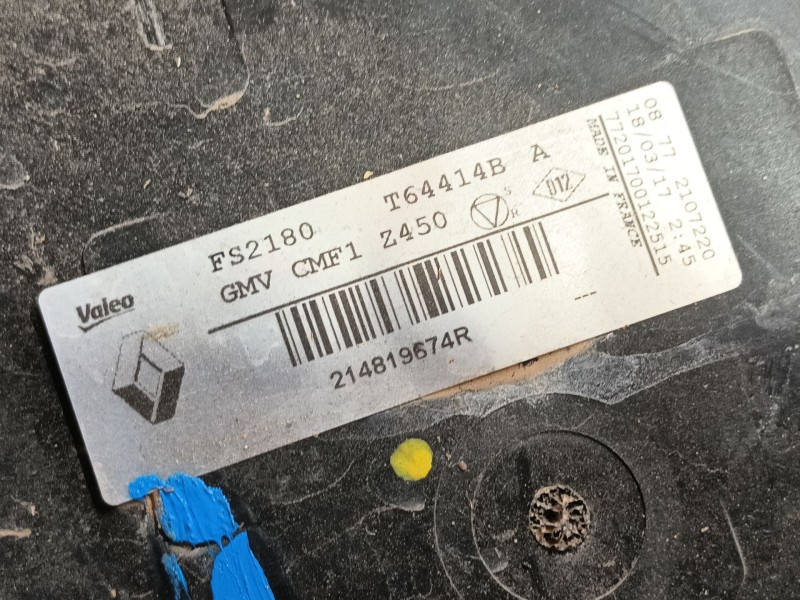 Valeo
FS2180 T64414B A
GMV CMF1 Z450
S
R
D12
214819674R
---
MADE IN FRANCE
77201700122515
18/03/17 2:45
08 77 2107220